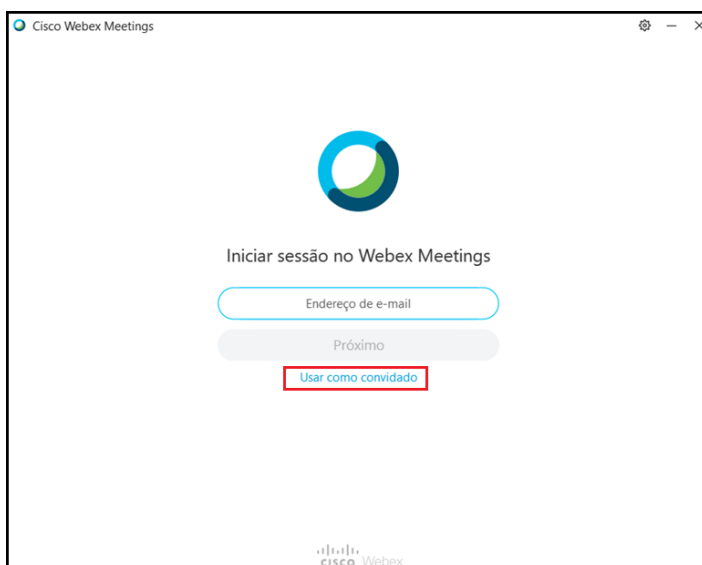 Cisco Webex Meetings
Iniciar sessão no Webex Meetings
Endereço de e-mail
Próximo
Usar como convidado
cisco Webex